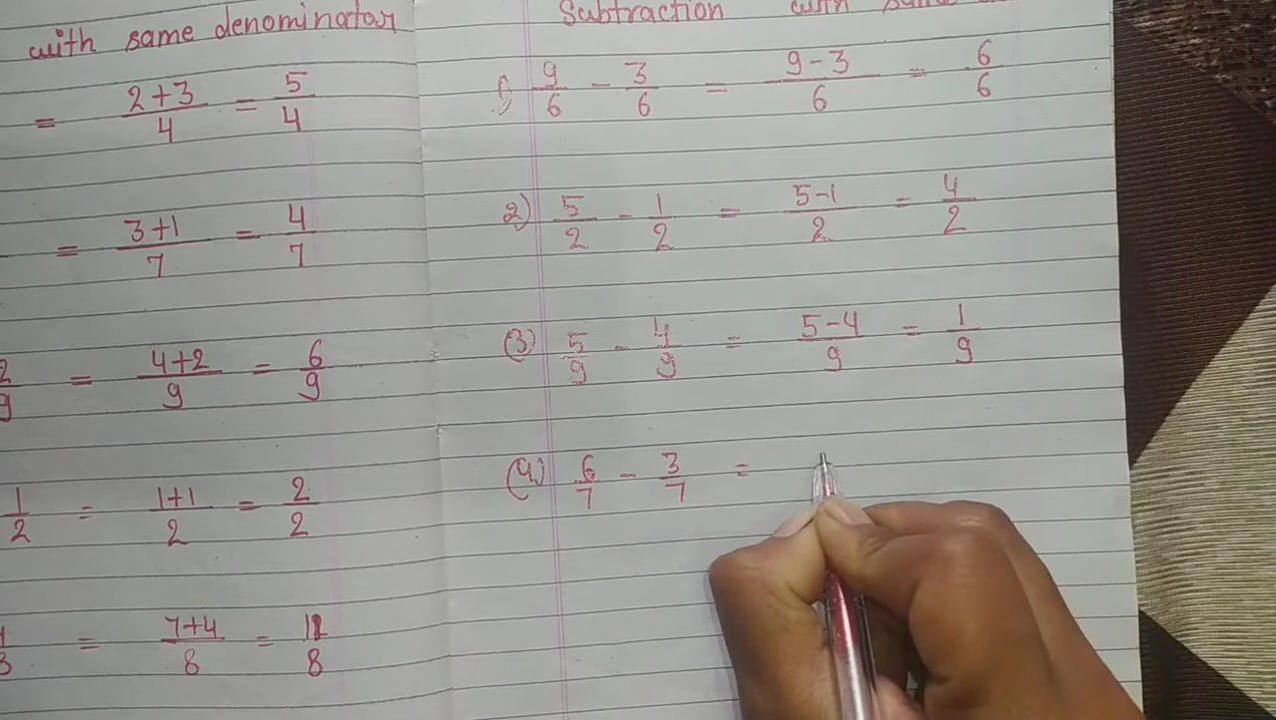 with same denominator
= 2+3/4 = 5/4
= 3+1/7 = 4/7
2/9 = 4+2/9 = 6/9
1/2 = 1+1/2 = 2/2
= 7+4/8 = 11/8
Subtraction with
1) 9/6 - 3/6 = 9-3/6 = 6/6
2) 5/2 - 1/2 = 5-1/2 = 4/2
(3) 5/9 - 4/9 = 5-4/9 = 1/9
(4) 6/7 - 3/7 =